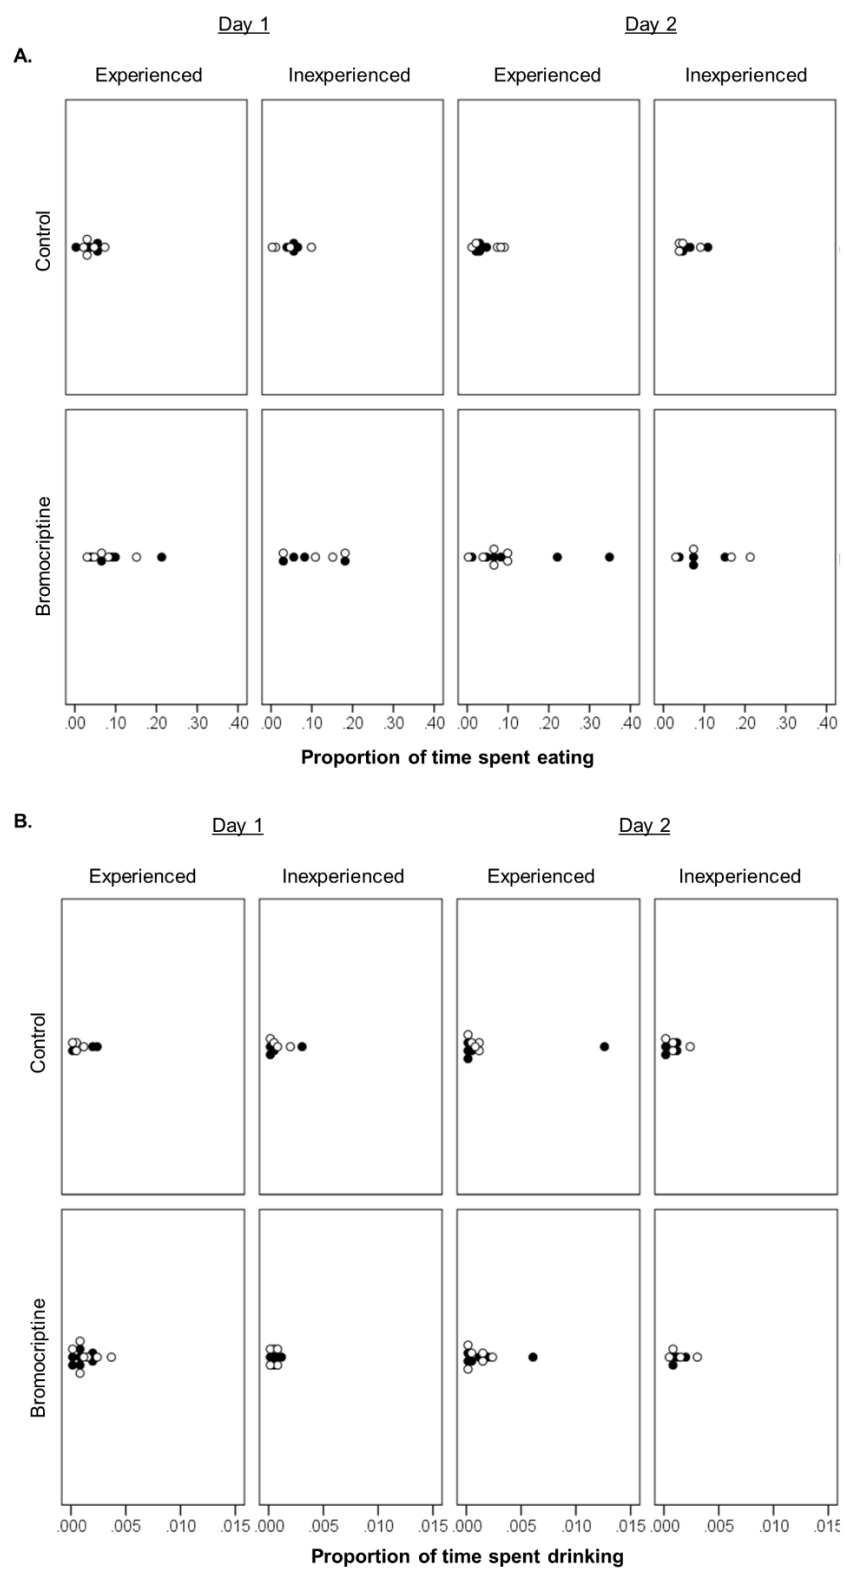 Day 1 Day 2
A.
Experienced Inexperienced Experienced Inexperienced
Control
Bromocriptine
.00 .10 .20 .30 .40 .00 .10 .20 .30 .40 .00 .10 .20 .30 .40 .00 .10 .20 .30 .40
Proportion of time spent eating
B.
Day 1 Day 2
Experienced Inexperienced Experienced Inexperienced
Control
Bromocriptine
.000 .005 .010 .015 .000 .005 .010 .015 .000 .005 .010 .015 .000 .005 .010 .015
Proportion of time spent drinking